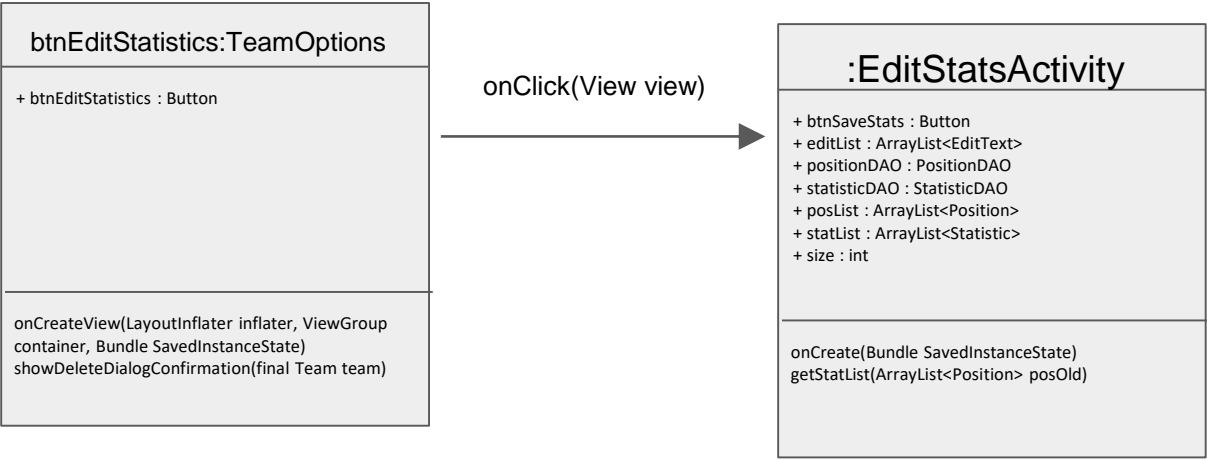 btnEditStatistics:TeamOptions
+ btnEditStatistics : Button
onCreateView(LayoutInflater inflater, ViewGroup
container, Bundle SavedInstanceState)
showDeleteDialogConfirmation(final Team team)
onClick(View view)
:EditStatsActivity
+ btnSaveStats : Button
+ editList : ArrayList<EditText>
+ positionDAO : PositionDAO
+ statisticDAO : StatisticDAO
+ posList : ArrayList<Position>
+ statList : ArrayList<Statistic>
+ size : int
onCreate(Bundle SavedInstanceState)
getStatList(ArrayList<Position> posOld)